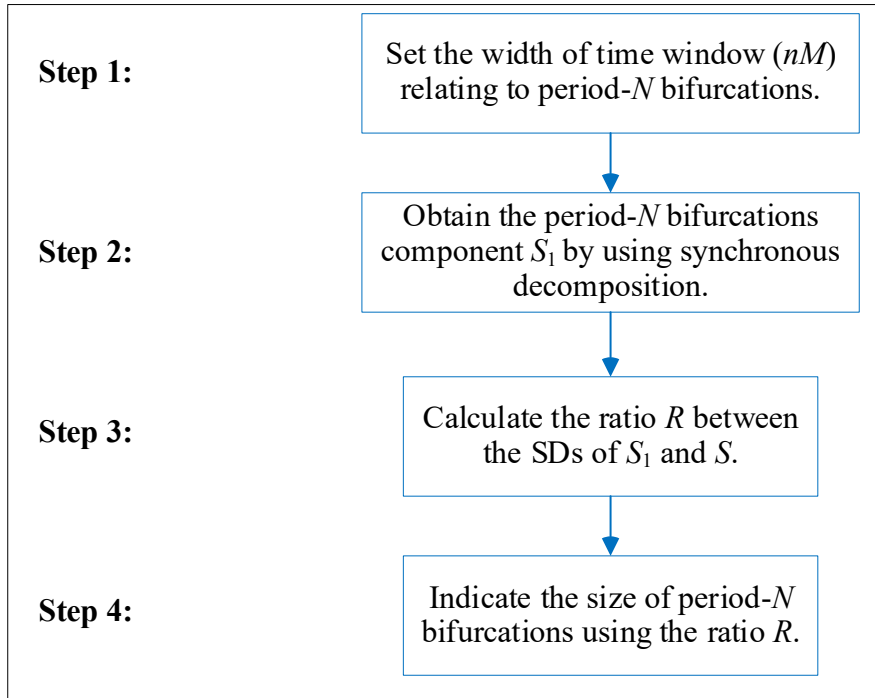 Step 1:
Set the width of time window (nM)
relating to period-N bifurcations.
Step 2:
Obtain the period-N bifurcations
component S₁ by using synchronous
decomposition.
Step 3:
Calculate the ratio R between
the SDs of S₁ and S.
Step 4:
Indicate the size of period-N
bifurcations using the ratio R.